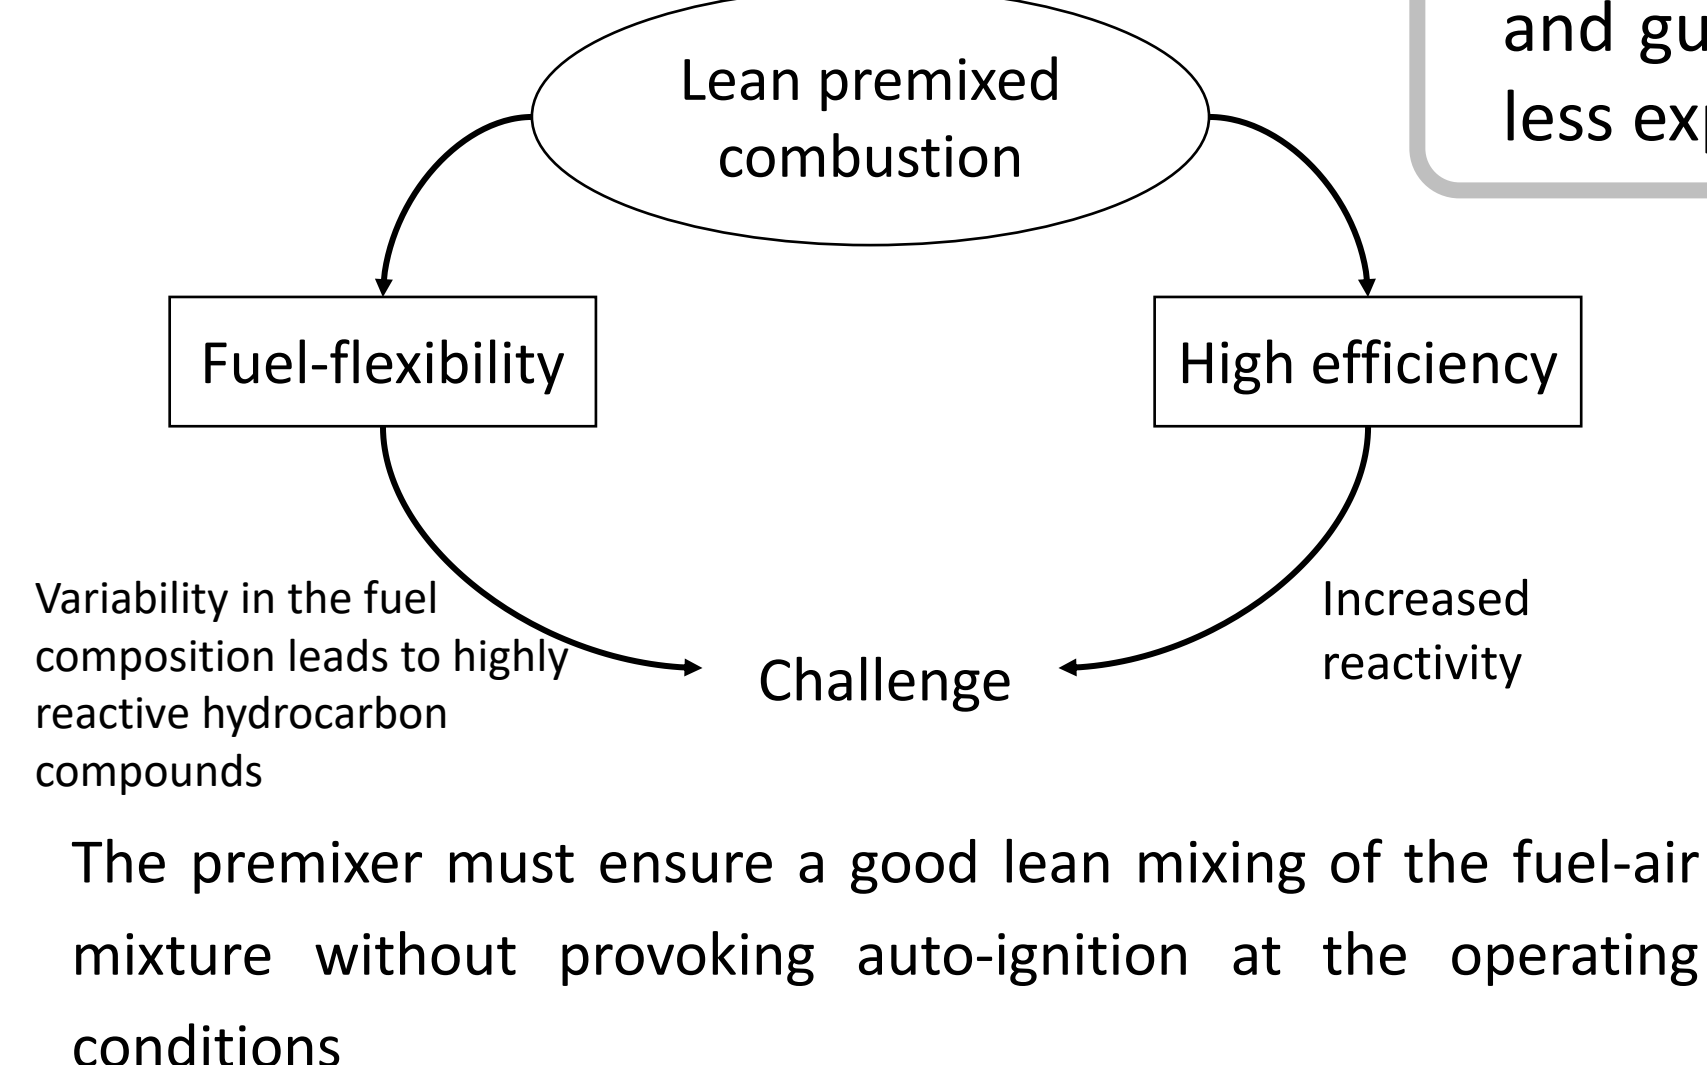 Lean premixed
combustion
and
less
Fuel-flexibility
High efficiency
Variability in the fuel
composition leads to highly
reactive hydrocarbon
compounds
Challenge
Increased
reactivity
The premixer must ensure a good lean mixing of the fuel-air
mixture without provoking auto-ignition at the operating
conditions